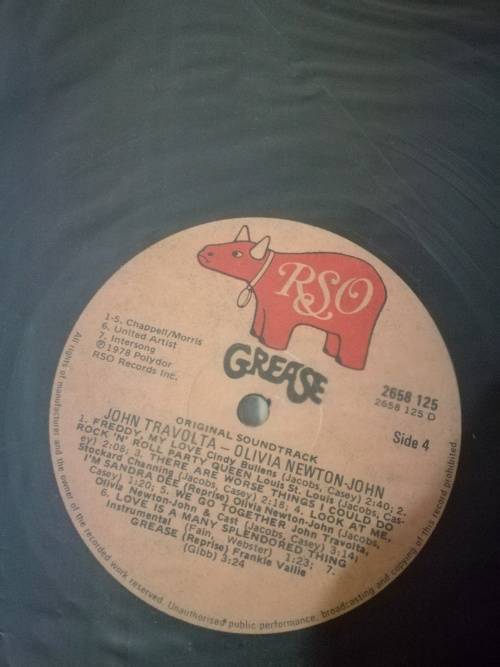 RSO
GREASE
1-5. Chappell/Morris
6. United Artist
7. Intersong
℗ 1978 Polydor
RSO Records Inc.
2658 125
2658 125 D
Side 4
ORIGINAL SOUNDTRACK
JOHN TRAVOLTA – OLIVIA NEWTON-JOHN
1. FREDDY, MY LOVE Cindy Bullens (Jacobs, Casey) 2:40; 2.
ROCK 'N' ROLL PARTY QUEEN Louis St. Louis (Jacobs, Cas-
ey) 2:08; 3. THERE ARE WORSE THINGS I COULD DO
Stockard Channing (Jacobs, Casey) 2:18; 4. LOOK AT ME,
I'M SANDRA DEE (Reprise) Olivia Newton-John (Jacobs,
Casey) 1:20; 5. WE GO TOGETHER John Travolta,
Olivia Newton-John & Cast (Jacobs, Casey) 3:14;
6. LOVE IS A MANY SPLENDORED THING
Instrumental (Fain, Webster) 1:23; 7.
GREASE (Reprise) Frankie Vallie
(Gibb) 3:24
All rights of the manufacturer and the owner of the recorded work reserved. Unauthorised public performance, broadcasting and copying of this record prohibited.